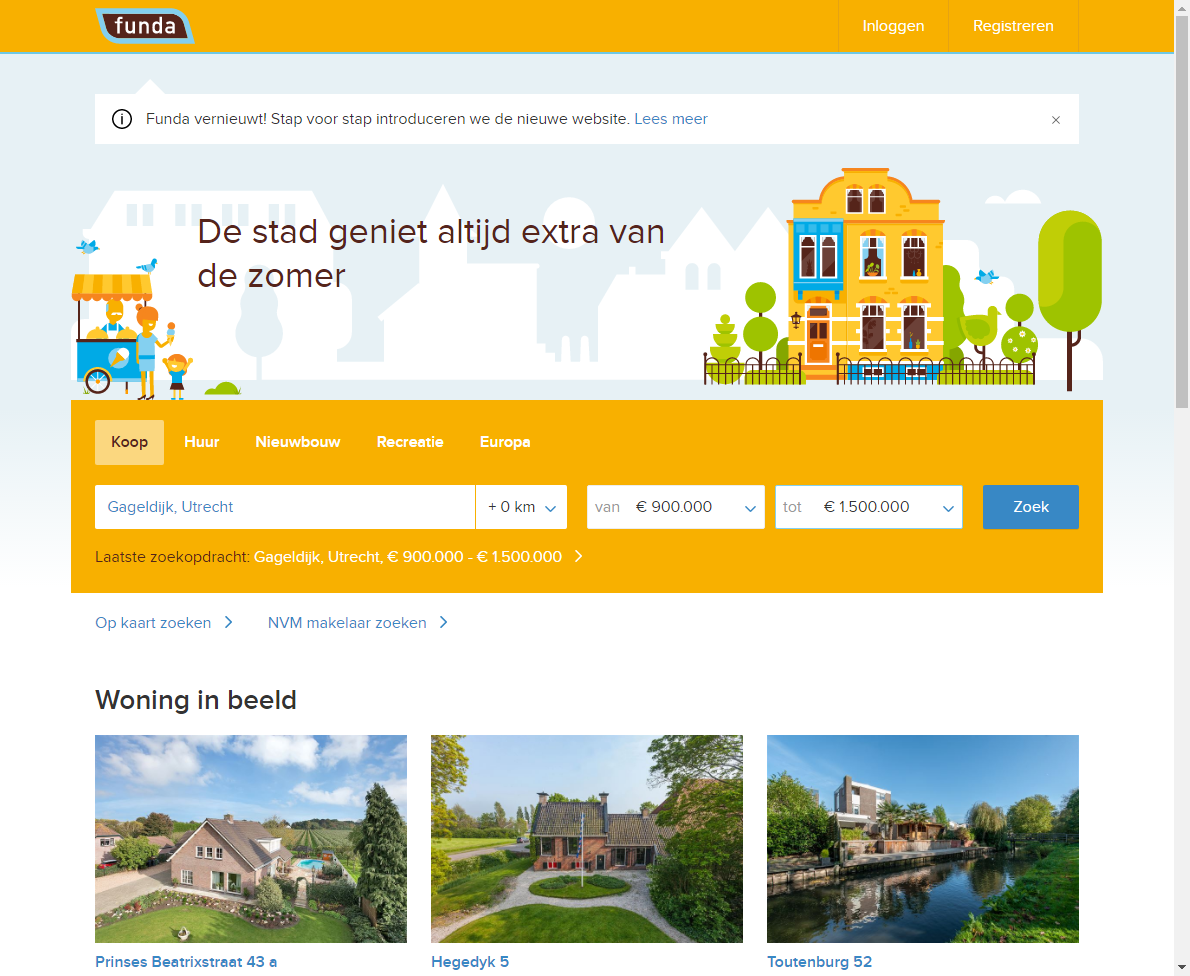 funda
Inloggen
Registreren
Funda vernieuwt! Stap voor stap introduceren we de nieuwe website. Lees meer
De stad geniet altijd extra van
de zomer
Koop
Huur
Nieuwbouw
Recreatie
Europa
Gageldijk, Utrecht
+ 0 km
van € 900.000
tot € 1.500.000
Zoek
Laatste zoekopdracht: Gageldijk, Utrecht, € 900.000 - € 1.500.000
Op kaart zoeken
NVM makelaar zoeken
Woning in beeld
Prinses Beatrixstraat 43 a
Hegedyk 5
Toutenburg 52